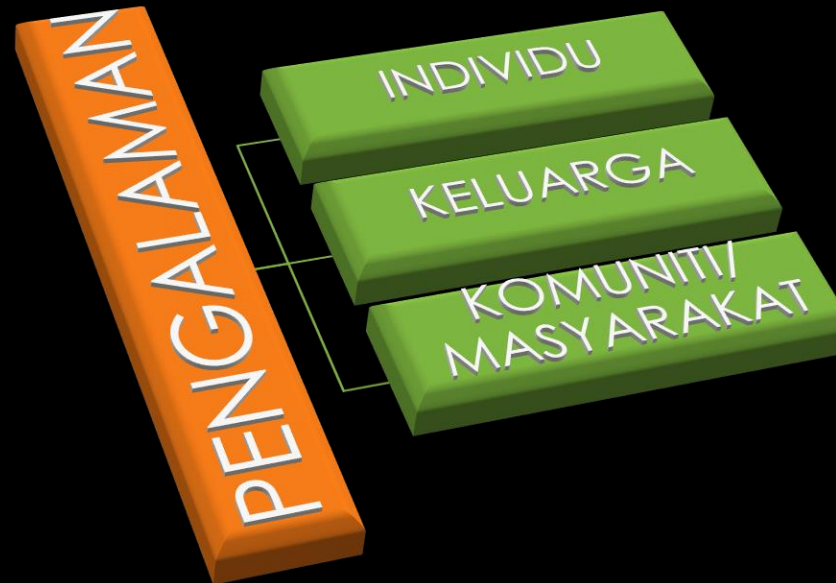 PENGALAMAN
INDIVIDU
KELUARGA
KOMUNITI/
MASYARAKAT